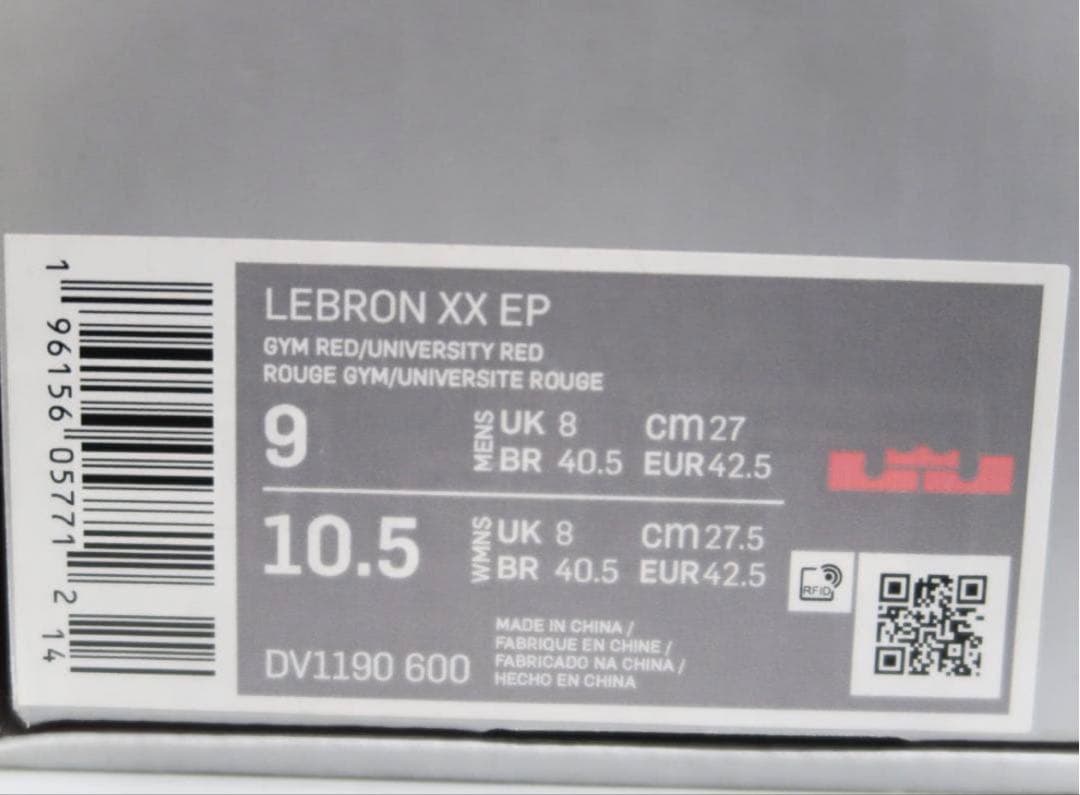 LEBRON XX EP
GYM RED/UNIVERSITY RED
ROUGE GYM/UNIVERSITE ROUGE
9 MENS UK 8 cm 27
BR 40.5 EUR 42.5
10.5 WMNS UK 8 cm 27.5
BR 40.5 EUR 42.5
RFID
DV1190 600
MADE IN CHINA /
FABRIQUE EN CHINE /
FABRICADO NA CHINA /
HECHO EN CHINA
1 96156 05771 2 14